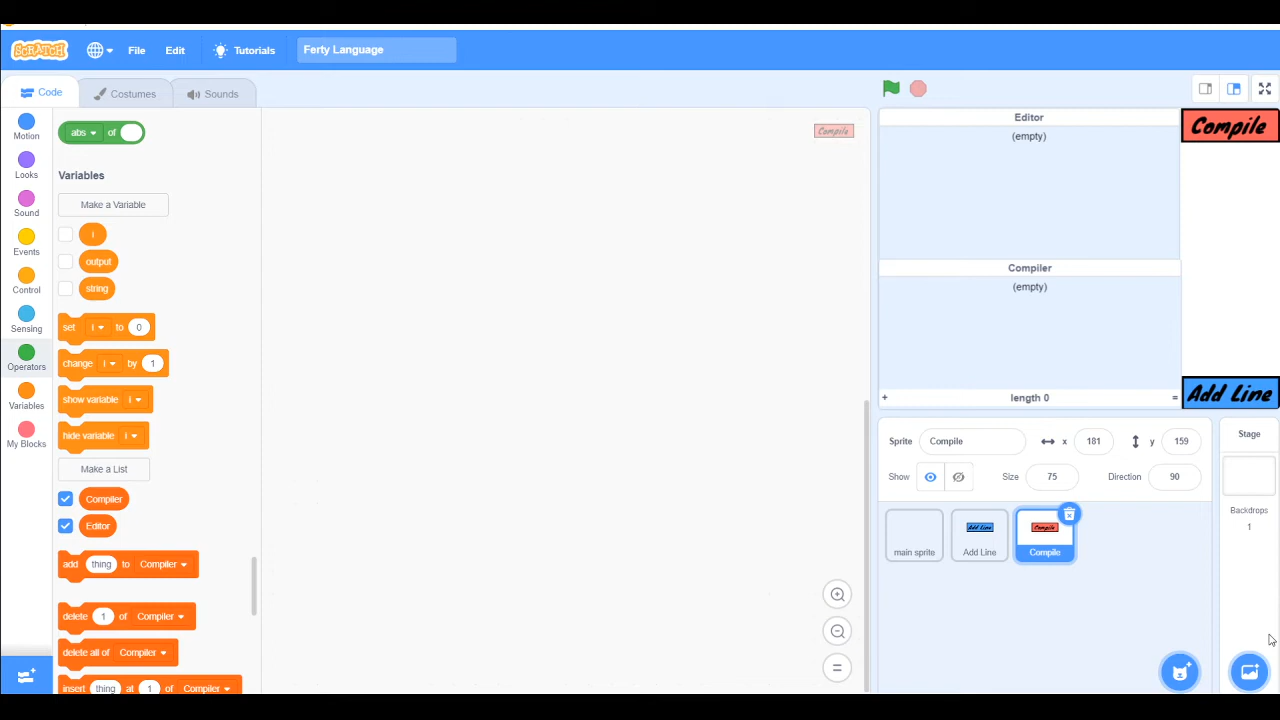 SCRATCH File Edit Tutorials Ferty Language
Code Costumes Sounds
Motion
Looks
Sound
Events
Control
Sensing
Operators
Variables
My Blocks
abs of
Variables
Make a Variable
i
output
string
set i to 0
change i by 1
show variable i
hide variable i
Make a List
Compiler
Editor
add thing to Compiler
delete 1 of Compiler
delete all of Compiler
insert thing at 1 of Compiler
Compile
Editor
(empty)
Compiler
(empty)
+ length 0 =
Compile
Add Line
Sprite Compile x 181 y 159
Show Size 75 Direction 90
main sprite
Add Line
Add Line
Compile
Compile
Stage
Backdrops
1